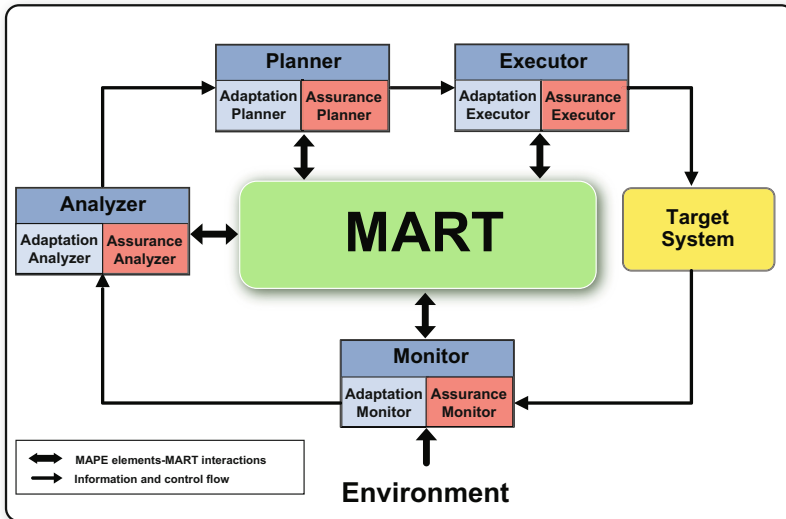 Planner
Adaptation
Planner
Assurance
Planner
Executor
Adaptation
Executor
Assurance
Executor
Analyzer
Adaptation
Analyzer
Assurance
Analyzer
MART
Target
System
Monitor
Adaptation
Monitor
Assurance
Monitor
MAPE elements-MART interactions
Information and control flow
Environment